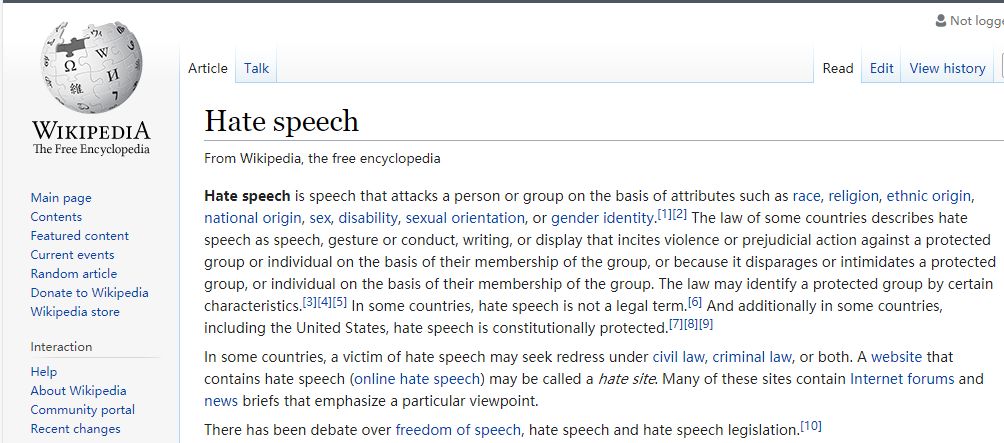 Not logge
Article Talk Read Edit View history
WIKIPEDIA
The Free Encyclopedia
Main page
Contents
Featured content
Current events
Random article
Donate to Wikipedia
Wikipedia store
Interaction
Help
About Wikipedia
Community portal
Recent changes
Hate speech
From Wikipedia, the free encyclopedia
Hate speech is speech that attacks a person or group on the basis of attributes such as race, religion, ethnic origin,
national origin, sex, disability, sexual orientation, or gender identity.[1][2] The law of some countries describes hate
speech as speech, gesture or conduct, writing, or display that incites violence or prejudicial action against a protected
group or individual on the basis of their membership of the group, or because it disparages or intimidates a protected
group, or individual on the basis of their membership of the group. The law may identify a protected group by certain
characteristics.[3][4][5] In some countries, hate speech is not a legal term.[6] And additionally in some countries,
including the United States, hate speech is constitutionally protected.[7][8][9]
In some countries, a victim of hate speech may seek redress under civil law, criminal law, or both. A website that
contains hate speech (online hate speech) may be called a hate site. Many of these sites contain Internet forums and
news briefs that emphasize a particular viewpoint.
There has been debate over freedom of speech, hate speech and hate speech legislation.[10]